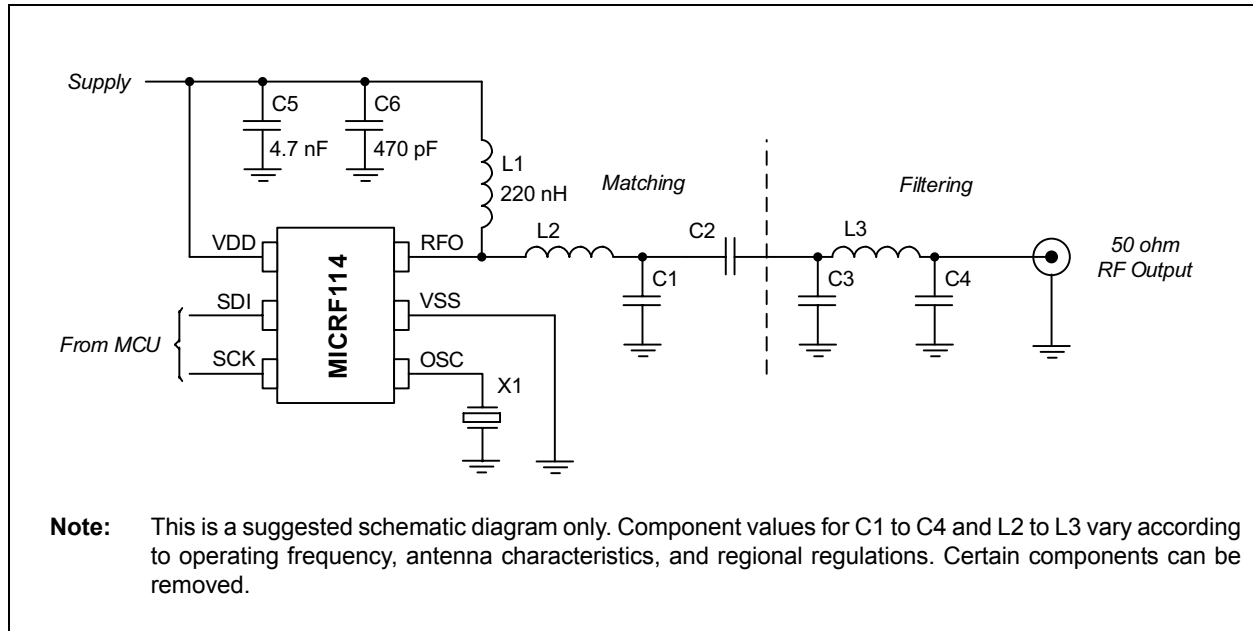 Supply
C5
4.7 nF
C6
470 pF
L1
220 nH
Matching
Filtering
VDD
RFO
L2
C2
L3
50 ohm
RF Output
C1
C3
C4
SDI
VSS
From MCU
SCK
OSC
MICRF114
X1
Note: This is a suggested schematic diagram only. Component values for C1 to C4 and L2 to L3 vary according
to operating frequency, antenna characteristics, and regional regulations. Certain components can be
removed.